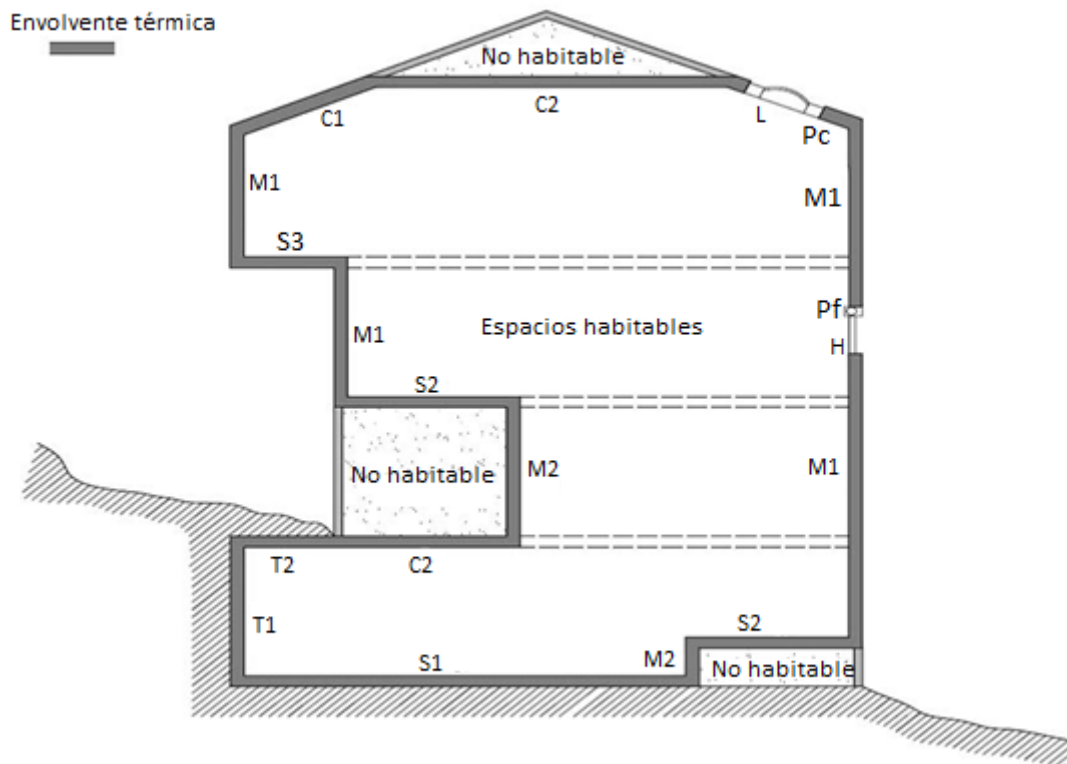 Envolvente térmica
No habitable
C1
C2
L
Pc
M1
M1
S3
Pf
M1
Espacios habitables
H
S2
No habitable
M2
M1
T2
C2
T1
S2
S1
M2
No habitable